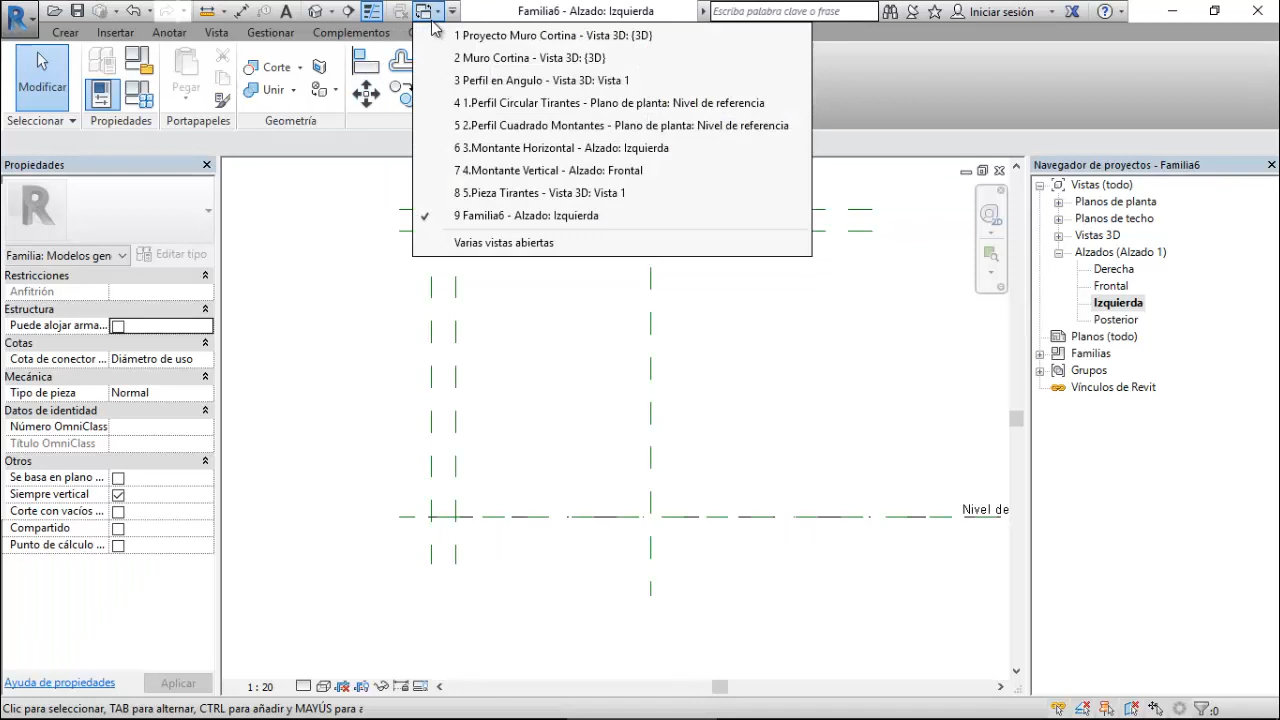 Familia6 - Alzado: Izquierda
Escriba palabra clave o frase
Iniciar sesión
Crear
Insertar
Anotar
Vista
Gestionar
Complementos
1 Proyecto Muro Cortina - Vista 3D: {3D}
2 Muro Cortina - Vista 3D: {3D}
3 Perfil en Angulo - Vista 3D: Vista 1
4 1.Perfil Circular Tirantes - Plano de planta: Nivel de referencia
5 2.Perfil Cuadrado Montantes - Plano de planta: Nivel de referencia
6 3.Montante Horizontal - Alzado: Izquierda
7 4.Montante Vertical - Alzado: Frontal
8 5.Pieza Tirantes - Vista 3D: Vista 1
9 Familia6 - Alzado: Izquierda
Varias vistas abiertas
Modificar
Pegar
Corte
Unir
Seleccionar
Propiedades
Portapapeles
Geometría
Propiedades
Familia: Modelos gen
Editar tipo
Restricciones
Anfitrión
Estructura
Puede alojar arma...
Cotas
Cota de conector ...
Diámetro de uso
Mecánica
Tipo de pieza
Normal
Datos de identidad
Número OmniClass
Título OmniClass
Otros
Se basa en plano ...
Siempre vertical
Corte con vacíos ...
Compartido
Punto de cálculo ...
Ayuda de propiedades
Aplicar
2D
Nivel de
1 : 20
Navegador de proyectos - Familia6
Vistas (todo)
Planos de planta
Planos de techo
Vistas 3D
Alzados (Alzado 1)
Derecha
Frontal
Izquierda
Posterior
Planos (todo)
Familias
Grupos
Vínculos de Revit
Clic para seleccionar, TAB para alternar, CTRL para añadir y MAYÚS para a
:0